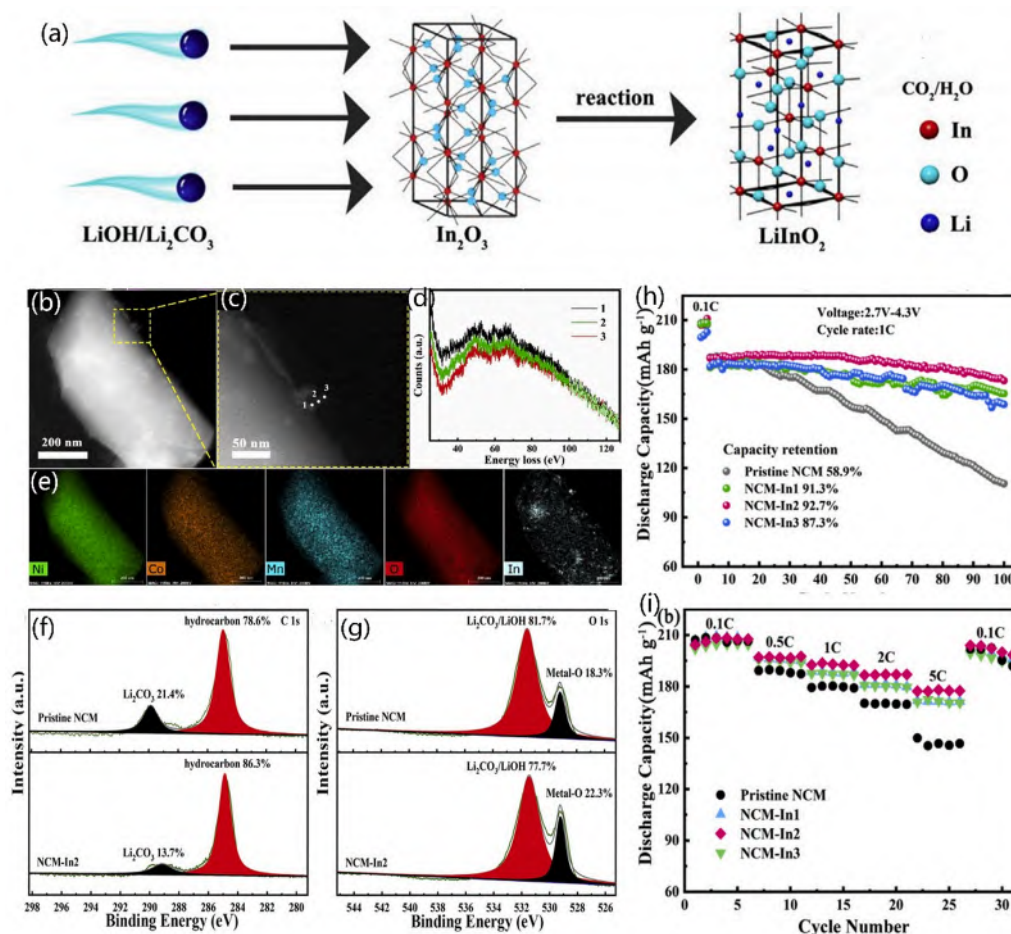 (a)
reaction
CO₂/H₂O
In
O
Li
LiOH/Li₂CO₃
In₂O₃
LiInO₂
(b)
200 nm
(c)
1
2
3
50 nm
(d)
Counts (a.u.)
1
2
3
40 60 80 100 120
Energy loss (eV)
(e)
Ni
Co
Mn
O
In
(f)
Intensity (a.u.)
hydrocarbon 78.6% C 1s
Li₂CO₃ 21.4%
Pristine NCM
hydrocarbon 86.3%
Li₂CO₃ 13.7%
NCM-In2
298 296 294 292 290 288 286 284 282 280
Binding Energy (eV)
(g)
Intensity (a.u.)
Li₂CO₃/LiOH 81.7% O 1s
Metal-O 18.3%
Pristine NCM
Li₂CO₃/LiOH 77.7%
Metal-O 22.3%
NCM-In2
544 542 540 538 536 534 532 530 528 526
Binding Energy (eV)
(h)
Discharge Capacity(mAh g⁻¹)
210
180
150
120
90
60
0.1C
Voltage:2.7V-4.3V
Cycle rate:1C
Capacity retention
Pristine NCM 58.9%
NCM-In1 91.3%
NCM-In2 92.7%
NCM-In3 87.3%
0 10 20 30 40 50 60 70 80 90 100
(i)
(b)
Discharge Capacity(mAh g⁻¹)
210
180
150
120
90
60
0.1C
0.5C
1C
2C
5C
0.1C
Pristine NCM
NCM-In1
NCM-In2
NCM-In3
0 5 10 15 20 25 30
Cycle Number